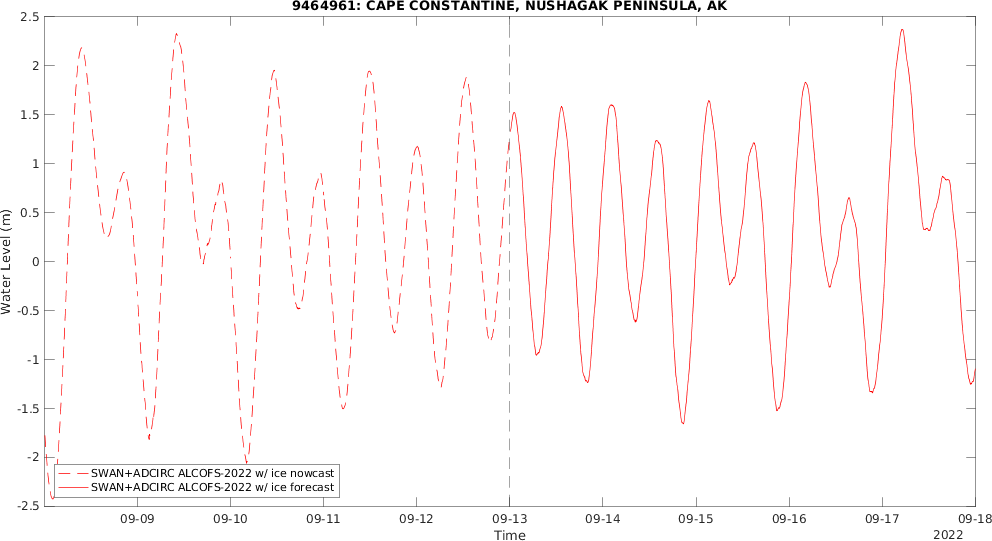 9464961: CAPE CONSTANTINE, NUSHAGAK PENINSULA, AK
2.5
2
1.5
1
0.5
0
-0.5
-1
-1.5
-2
-2.5
Water Level (m)
SWAN+ADCIRC ALCOFS-2022 w/ ice nowcast
SWAN+ADCIRC ALCOFS-2022 w/ ice forecast
09-09 09-10 09-11 09-12 09-13 09-14 09-15 09-16 09-17 09-18
Time
2022